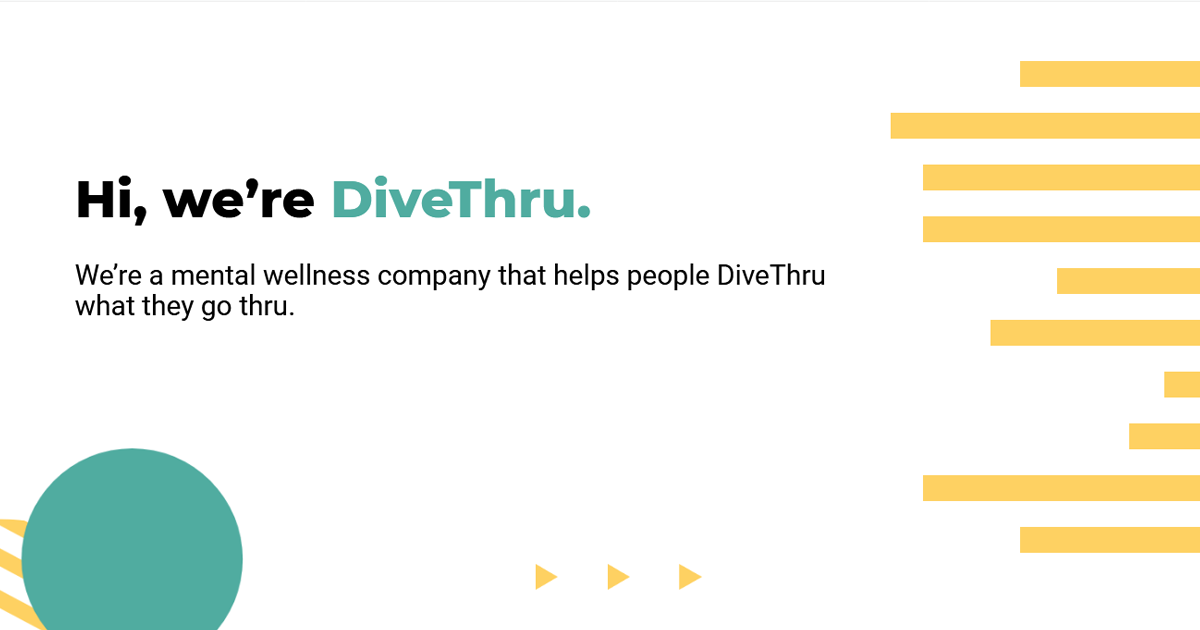 Hi, we’re DiveThru.
We’re a mental wellness company that helps people DiveThru
what they go thru.